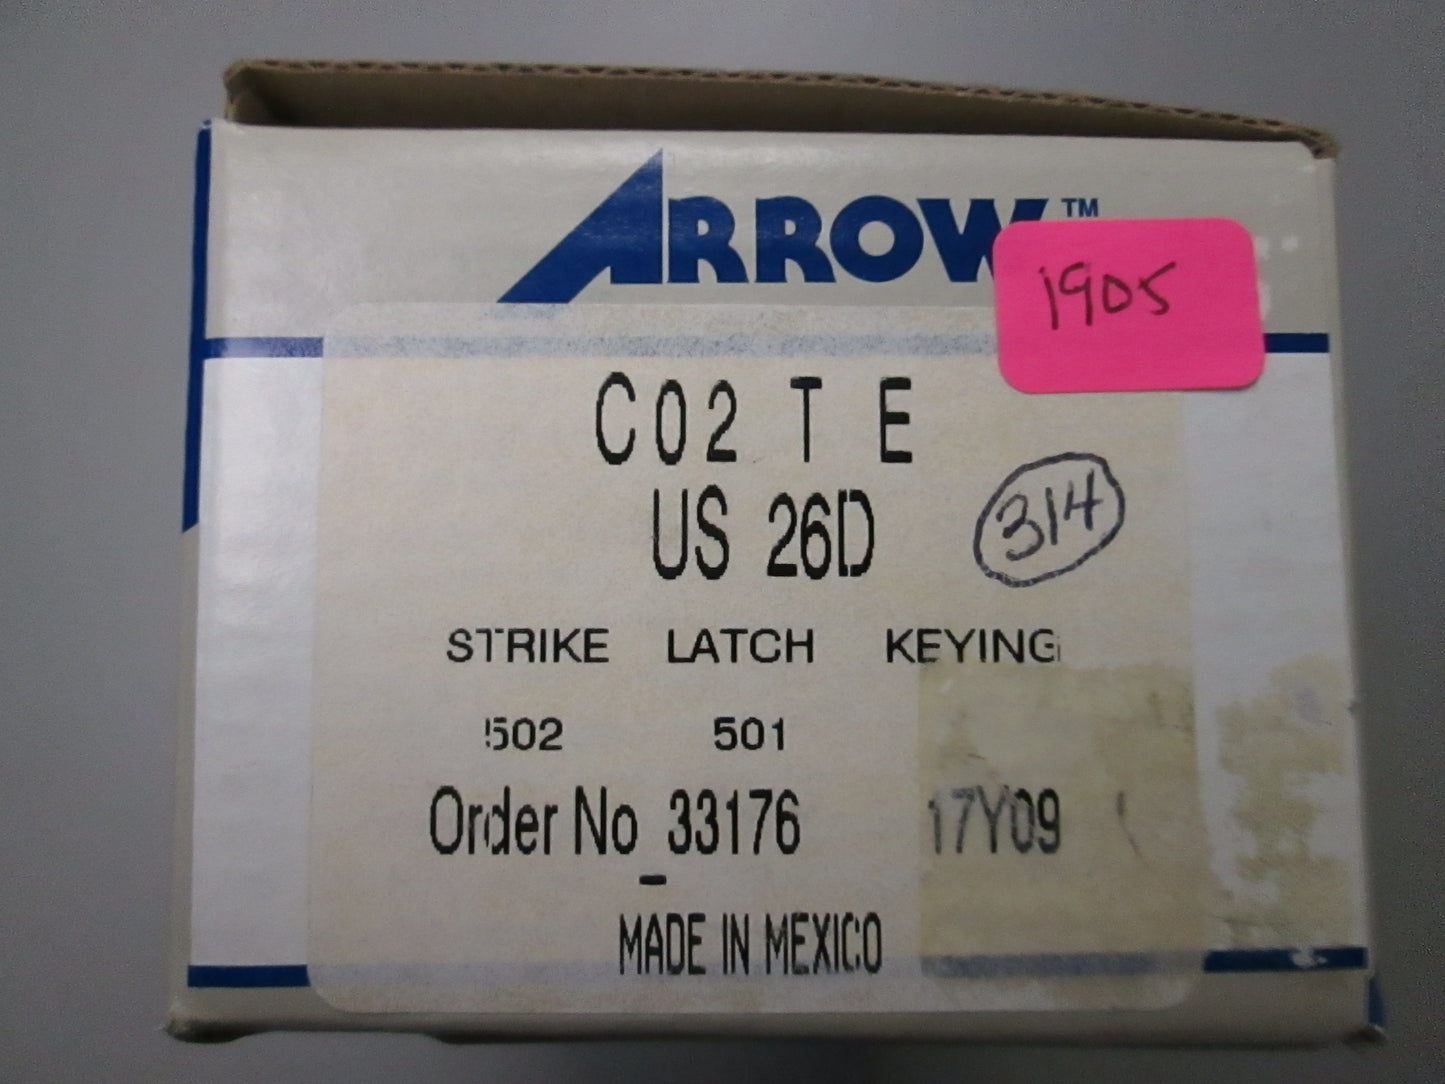 ARROW™
1905
C02 T E
US 26D
314
STRIKE LATCH KEYING
502 501
Order No 33176 17Y09
-
MADE IN MEXICO